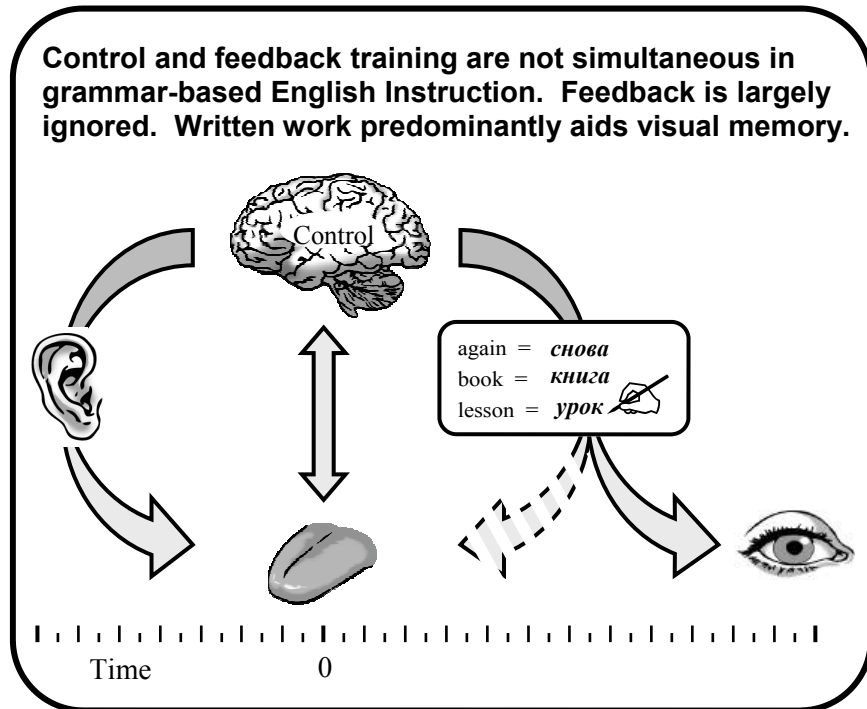 Control and feedback training are not simultaneous in
grammar-based English Instruction. Feedback is largely
ignored. Written work predominantly aids visual memory.
Control
again = снова
book = книга
lesson = урок
Time 0